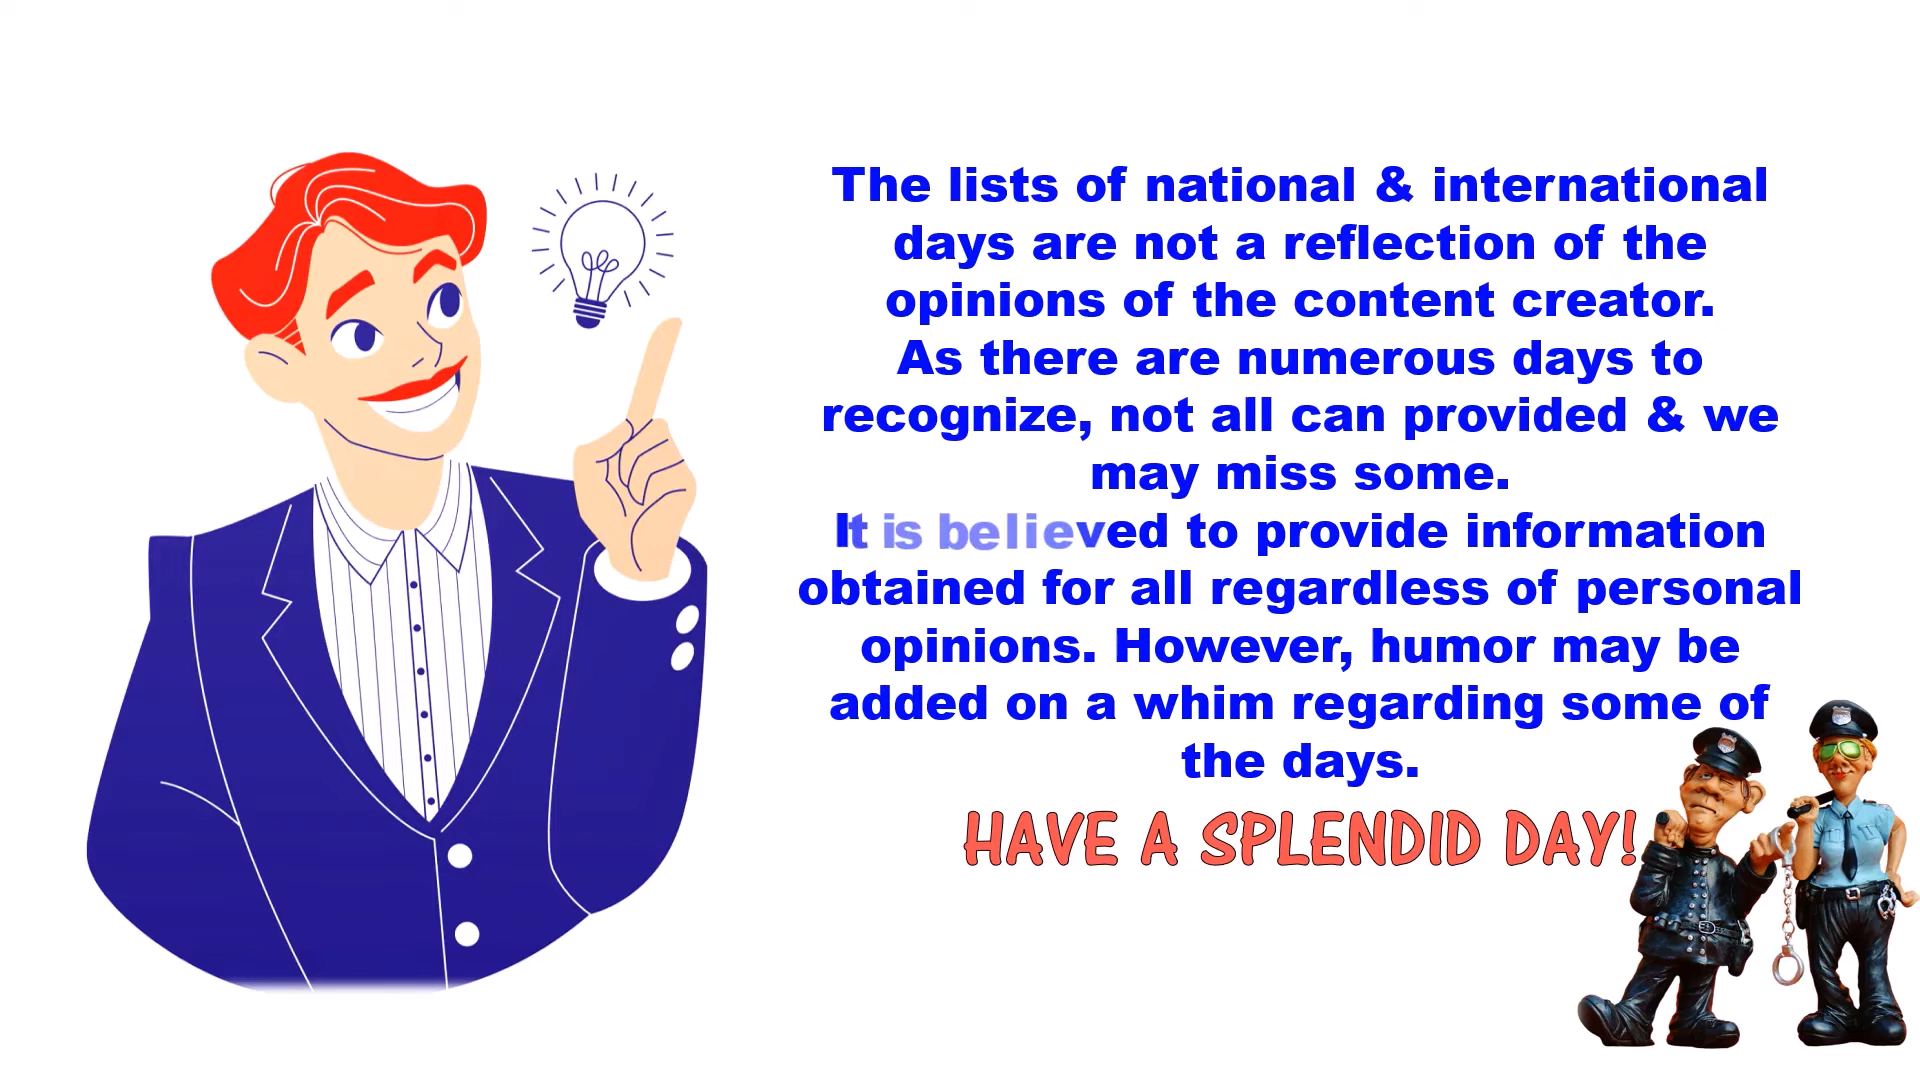 The lists of national & international
days are not a reflection of the
opinions of the content creator.
As there are numerous days to
recognize, not all can provided & we
may miss some.
It is believed to provide information
obtained for all regardless of personal
opinions. However, humor may be
added on a whim regarding some of
the days.
HAVE A SPLENDID DAY!